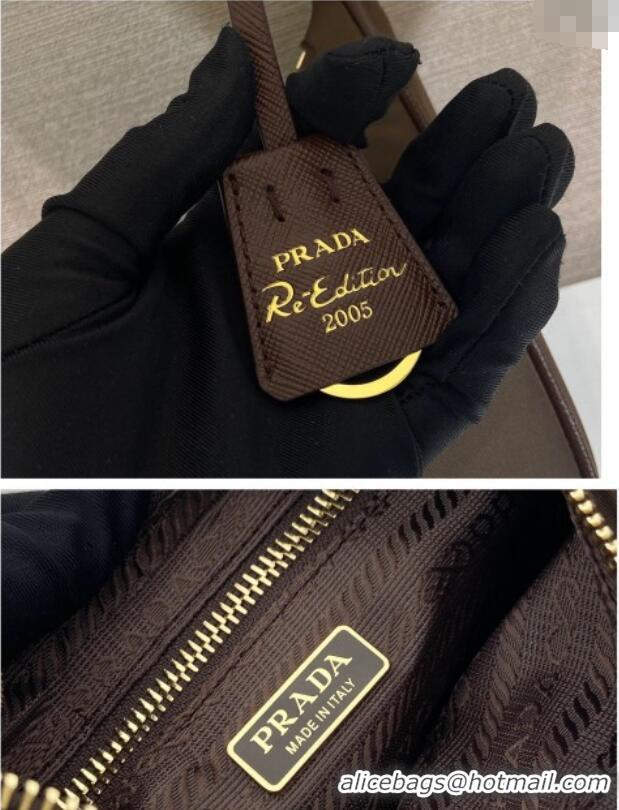 PRADA
Re-Edition
2005
PRADA
MADE IN ITALY
alicebags@hotmail.com